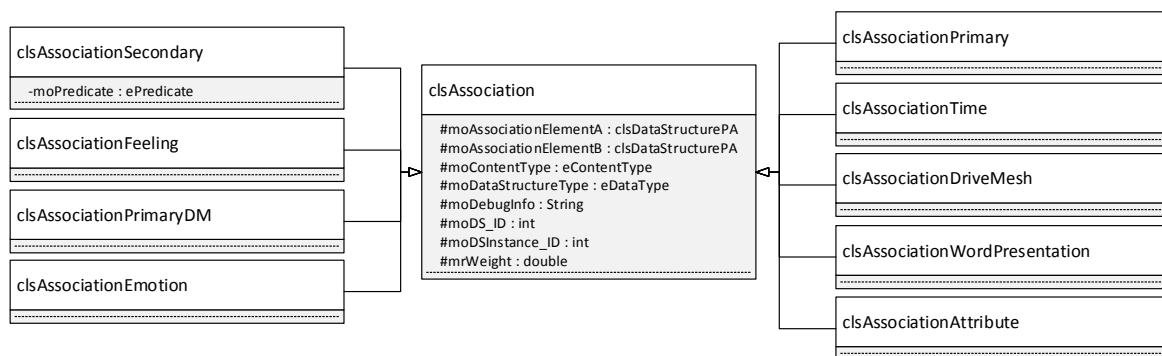 clsAssociationSecondary
-moPredicate : ePredicate
clsAssociationFeeling
clsAssociationPrimaryDM
clsAssociationEmotion
clsAssociation
#moAssociationElementA : clsDataStructurePA
#moAssociationElementB : clsDataStructurePA
#moContentType : eContentType
#moDataStructureType : eDataType
#moDebugInfo : String
#moDS_ID : int
#moDSInstance_ID : int
#mrWeight : double
clsAssociationPrimary
clsAssociationTime
clsAssociationDriveMesh
clsAssociationWordPresentation
clsAssociationAttribute